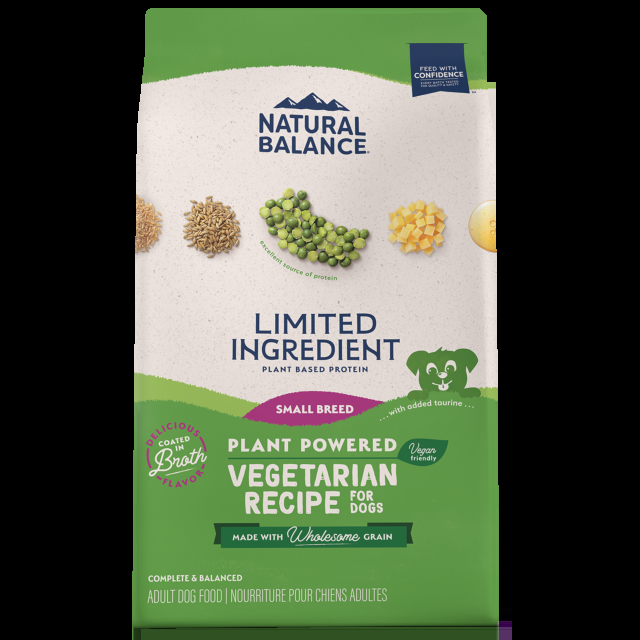 FEED WITH
CONFIDENCE
NATURAL
BALANCE®
excellent source of protein
LIMITED
INGREDIENT
PLANT BASED PROTEIN
SMALL BREED
...with added taurine...
DELICIOUS
COATED
IN
Broth
FLAVOR
PLANT POWERED
Vegan
friendly
VEGETARIAN
RECIPE FOR
DOGS
MADE WITH Wholesome GRAIN
COMPLETE & BALANCED
ADULT DOG FOOD | NOURRITURE POUR CHIENS ADULTES